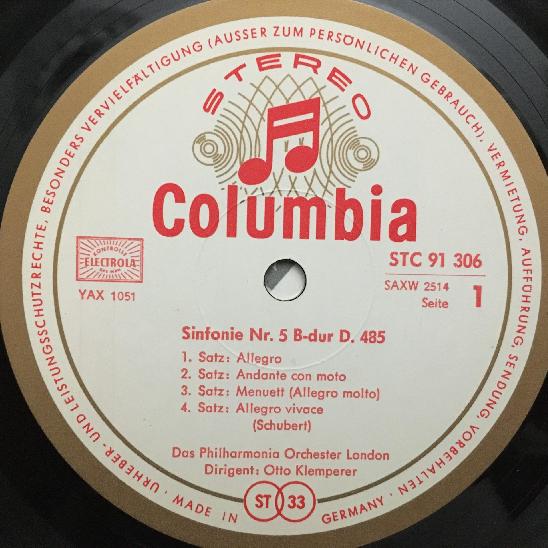 URHEBER- UND LEISTUNGSSCHUTZRECHTE, BESONDERS VERVIELFÄLTIGUNG (AUSSER ZUM PERSÖNLICHEN GEBRAUCH), VERMIETUNG, AUFFÜHRUNG, SENDUNG, VORBEHALTEN ·
STEREO
Columbia
ELECTROLA
YAX 1051
STC 91 306
SAXW 2514
Seite 1
Sinfonie Nr. 5 B-dur D. 485
1. Satz: Allegro
2. Satz: Andante con moto
3. Satz: Menuett (Allegro molto)
4. Satz: Allegro vivace
(Schubert)
Das Philharmonia Orchester London
Dirigent: Otto Klemperer
MADE IN GERMANY
ST 33